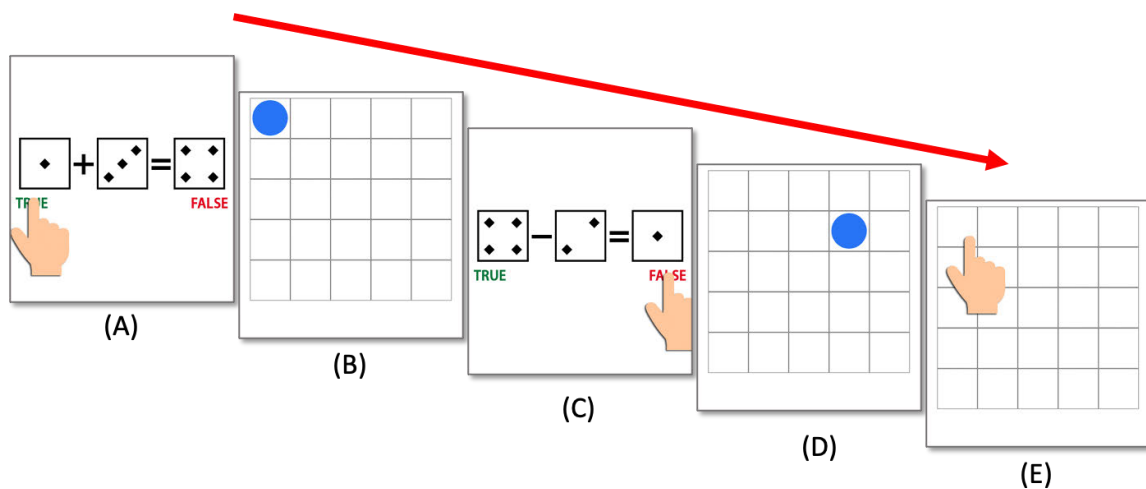 + =
TRUE FALSE
(A)
(B)
− =
TRUE FALSE
(C)
(D)
(E)